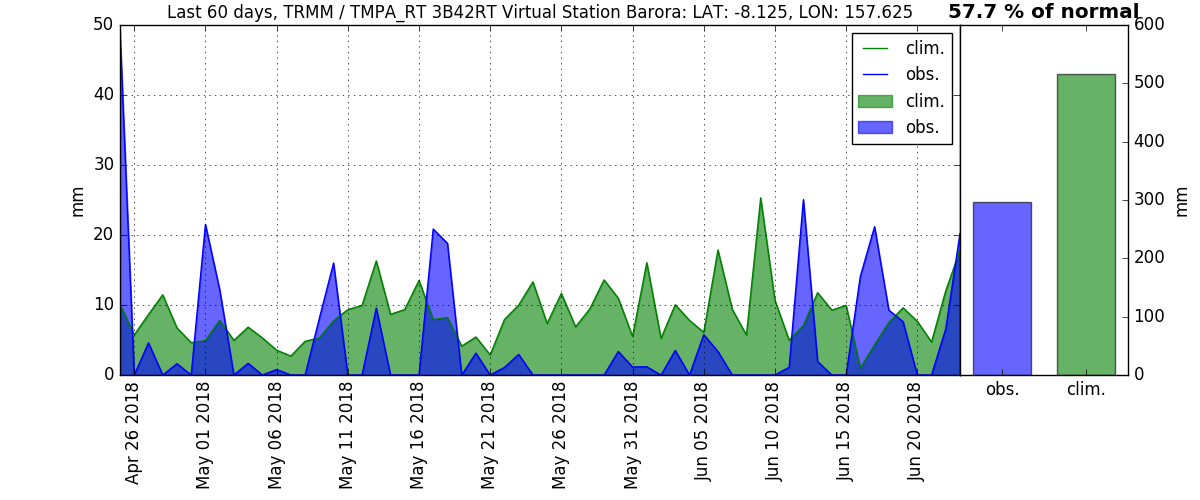 Last 60 days, TRMM / TMPA_RT 3B42RT Virtual Station Barora: LAT: -8.125, LON: 157.625
57.7 % of normal
50
40
30
20
10
0
mm
clim.
obs.
clim.
obs.
600
500
400
300
200
100
0
mm
Apr 26 2018
May 01 2018
May 06 2018
May 11 2018
May 16 2018
May 21 2018
May 26 2018
May 31 2018
Jun 05 2018
Jun 10 2018
Jun 15 2018
Jun 20 2018
obs.
clim.